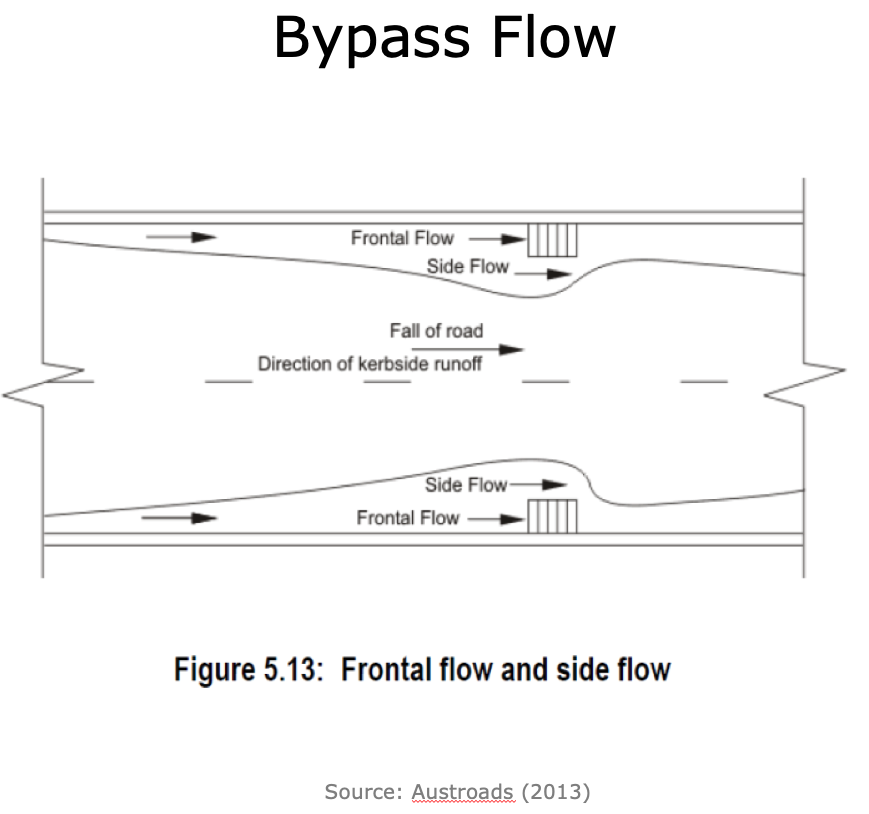 Bypass Flow
Frontal Flow
Side Flow
Fall of road
Direction of kerbside runoff
Side Flow
Frontal Flow
Figure 5.13: Frontal flow and side flow
Source: Austroads (2013)